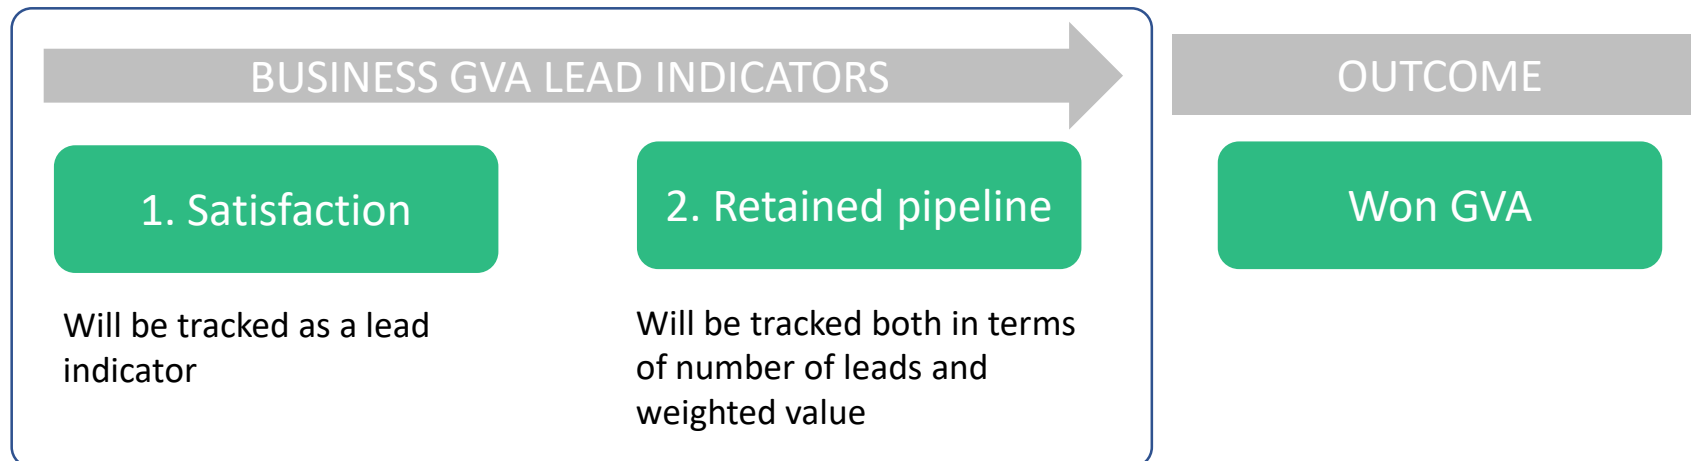 BUSINESS GVA LEAD INDICATORS
OUTCOME
1. Satisfaction
2. Retained pipeline
Won GVA
Will be tracked as a lead
indicator
Will be tracked both in terms
of number of leads and
weighted value